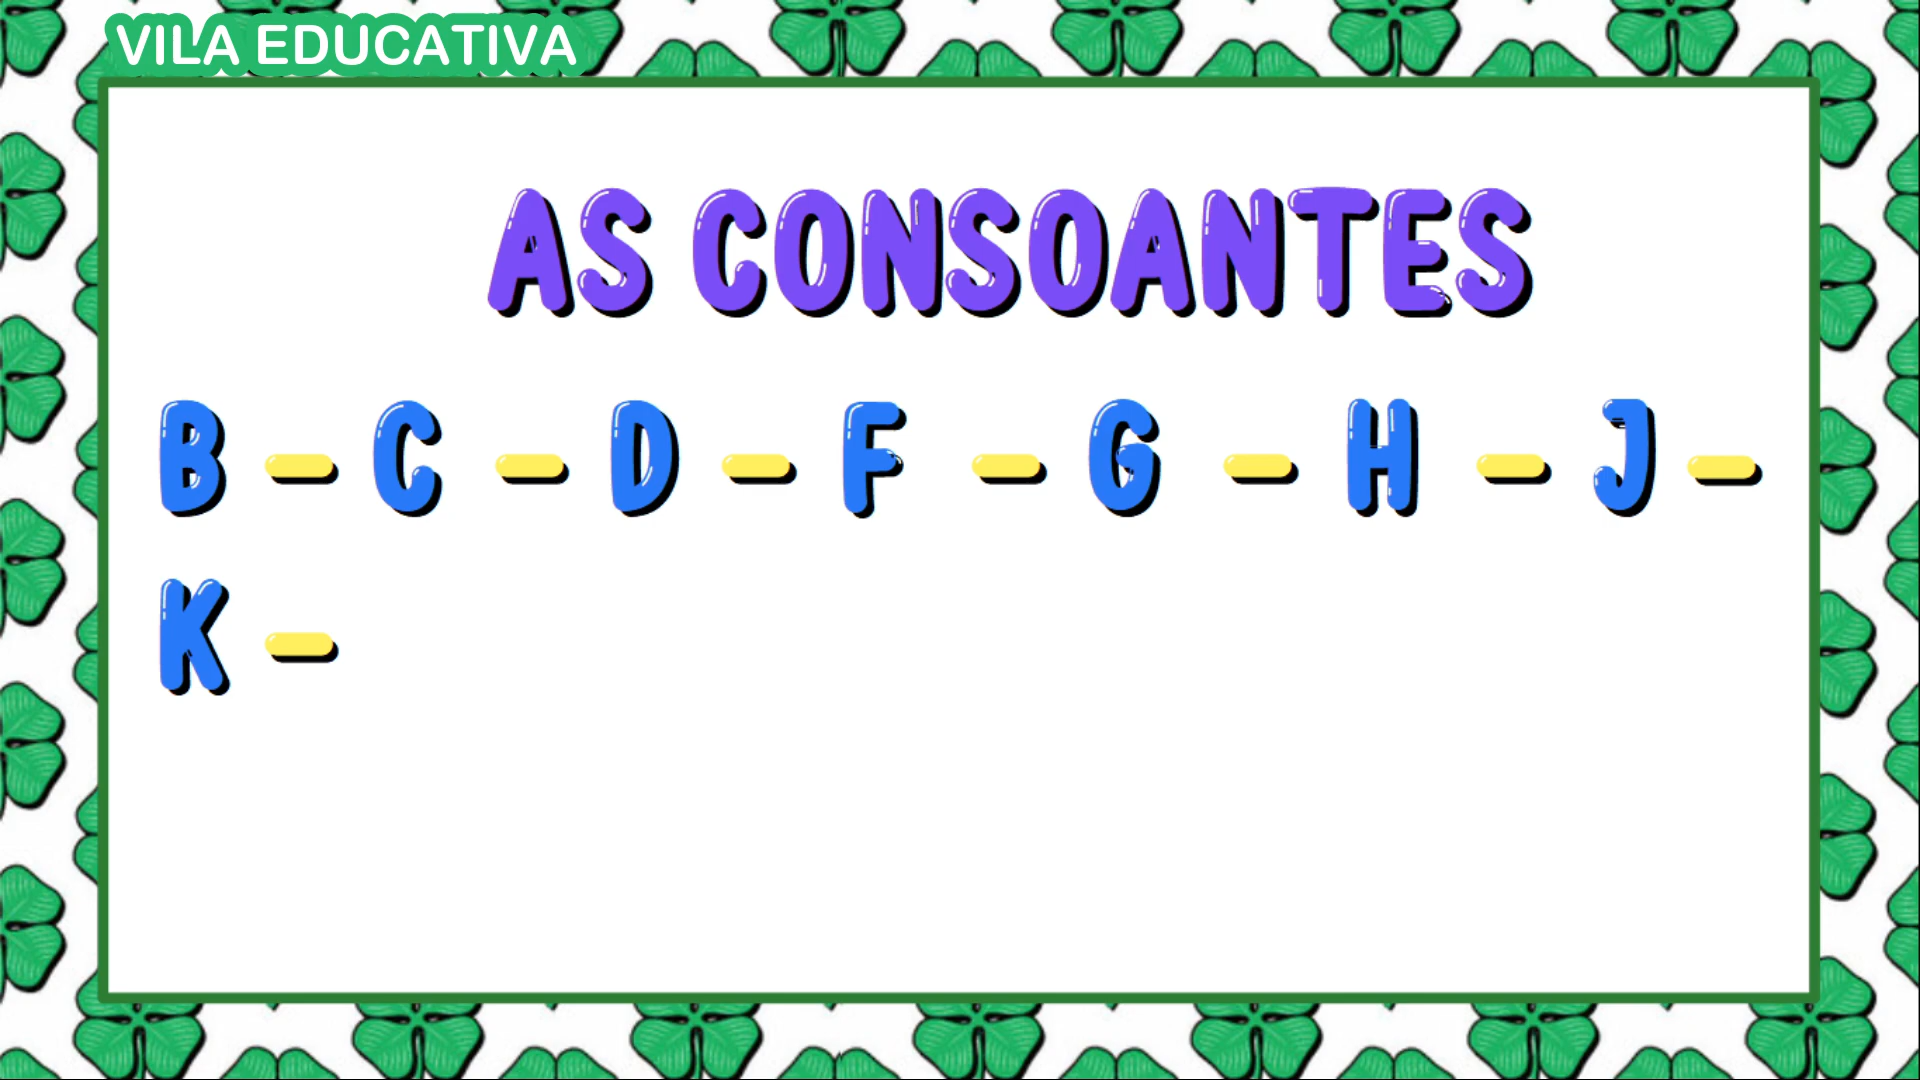 VILA EDUCATIVA
AS CONSOANTES
B - C - D - F - G - H - J -
K -